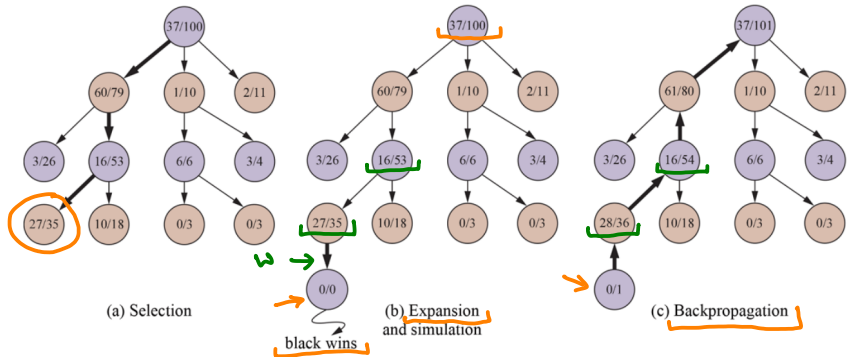 37/100
60/79 1/10 2/11
3/26 16/53 6/6 3/4
27/35 10/18 0/3 0/3
(a) Selection
37/100
60/79 1/10 2/11
3/26 16/53 6/6 3/4
27/35 10/18 0/3 0/3
w
0/0
black wins
(b) Expansion
and simulation
37/101
61/80 1/10 2/11
3/26 16/54 6/6 3/4
28/36 10/18 0/3 0/3
0/1
(c) Backpropagation